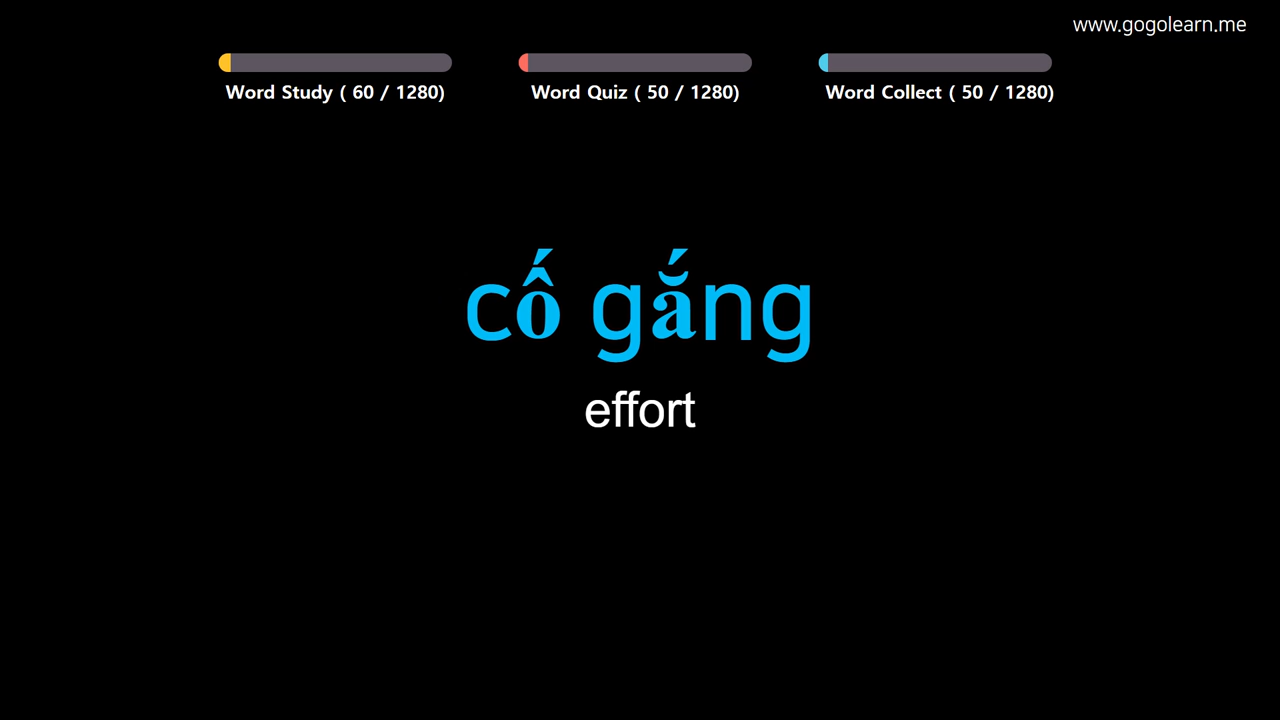 www.gogolearn.me
Word Study ( 60 / 1280)
Word Quiz ( 50 / 1280)
Word Collect ( 50 / 1280)
cố gắng
effort